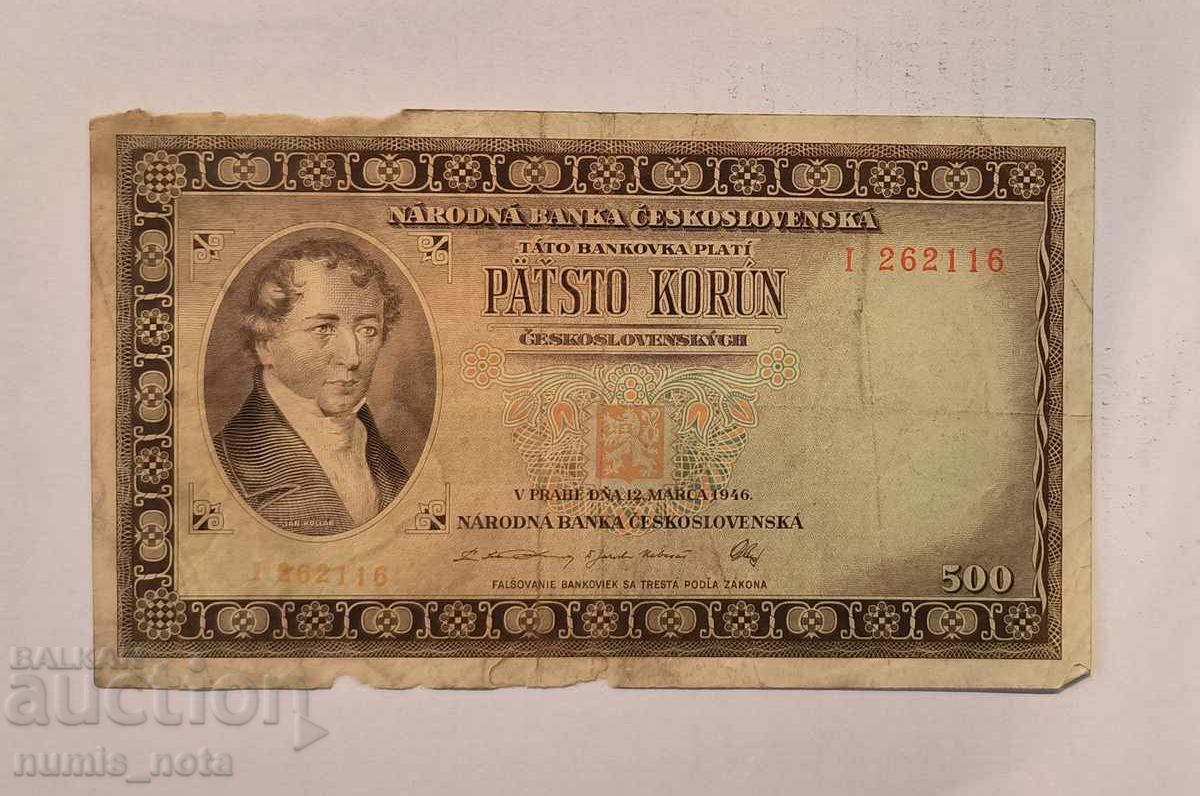 NÁRODNÁ BANKA ČESKOSLOVENSKÁ
TÁTO BANKOVKA PLATÍ
I 262116
PÄŤSTO KORÚN
ČESKOSLOVENSKÝCH
V PRAHE DŇA 12. MARCA 1946.
JÁN KOLLÁR
NÁRODNÁ BANKA ČESKOSLOVENSKÁ
I 262116
FALŠOVANIE BANKOVIEK SA TRESTÁ PODĽA ZÁKONA
500
BALKAN
auction
numis_nota